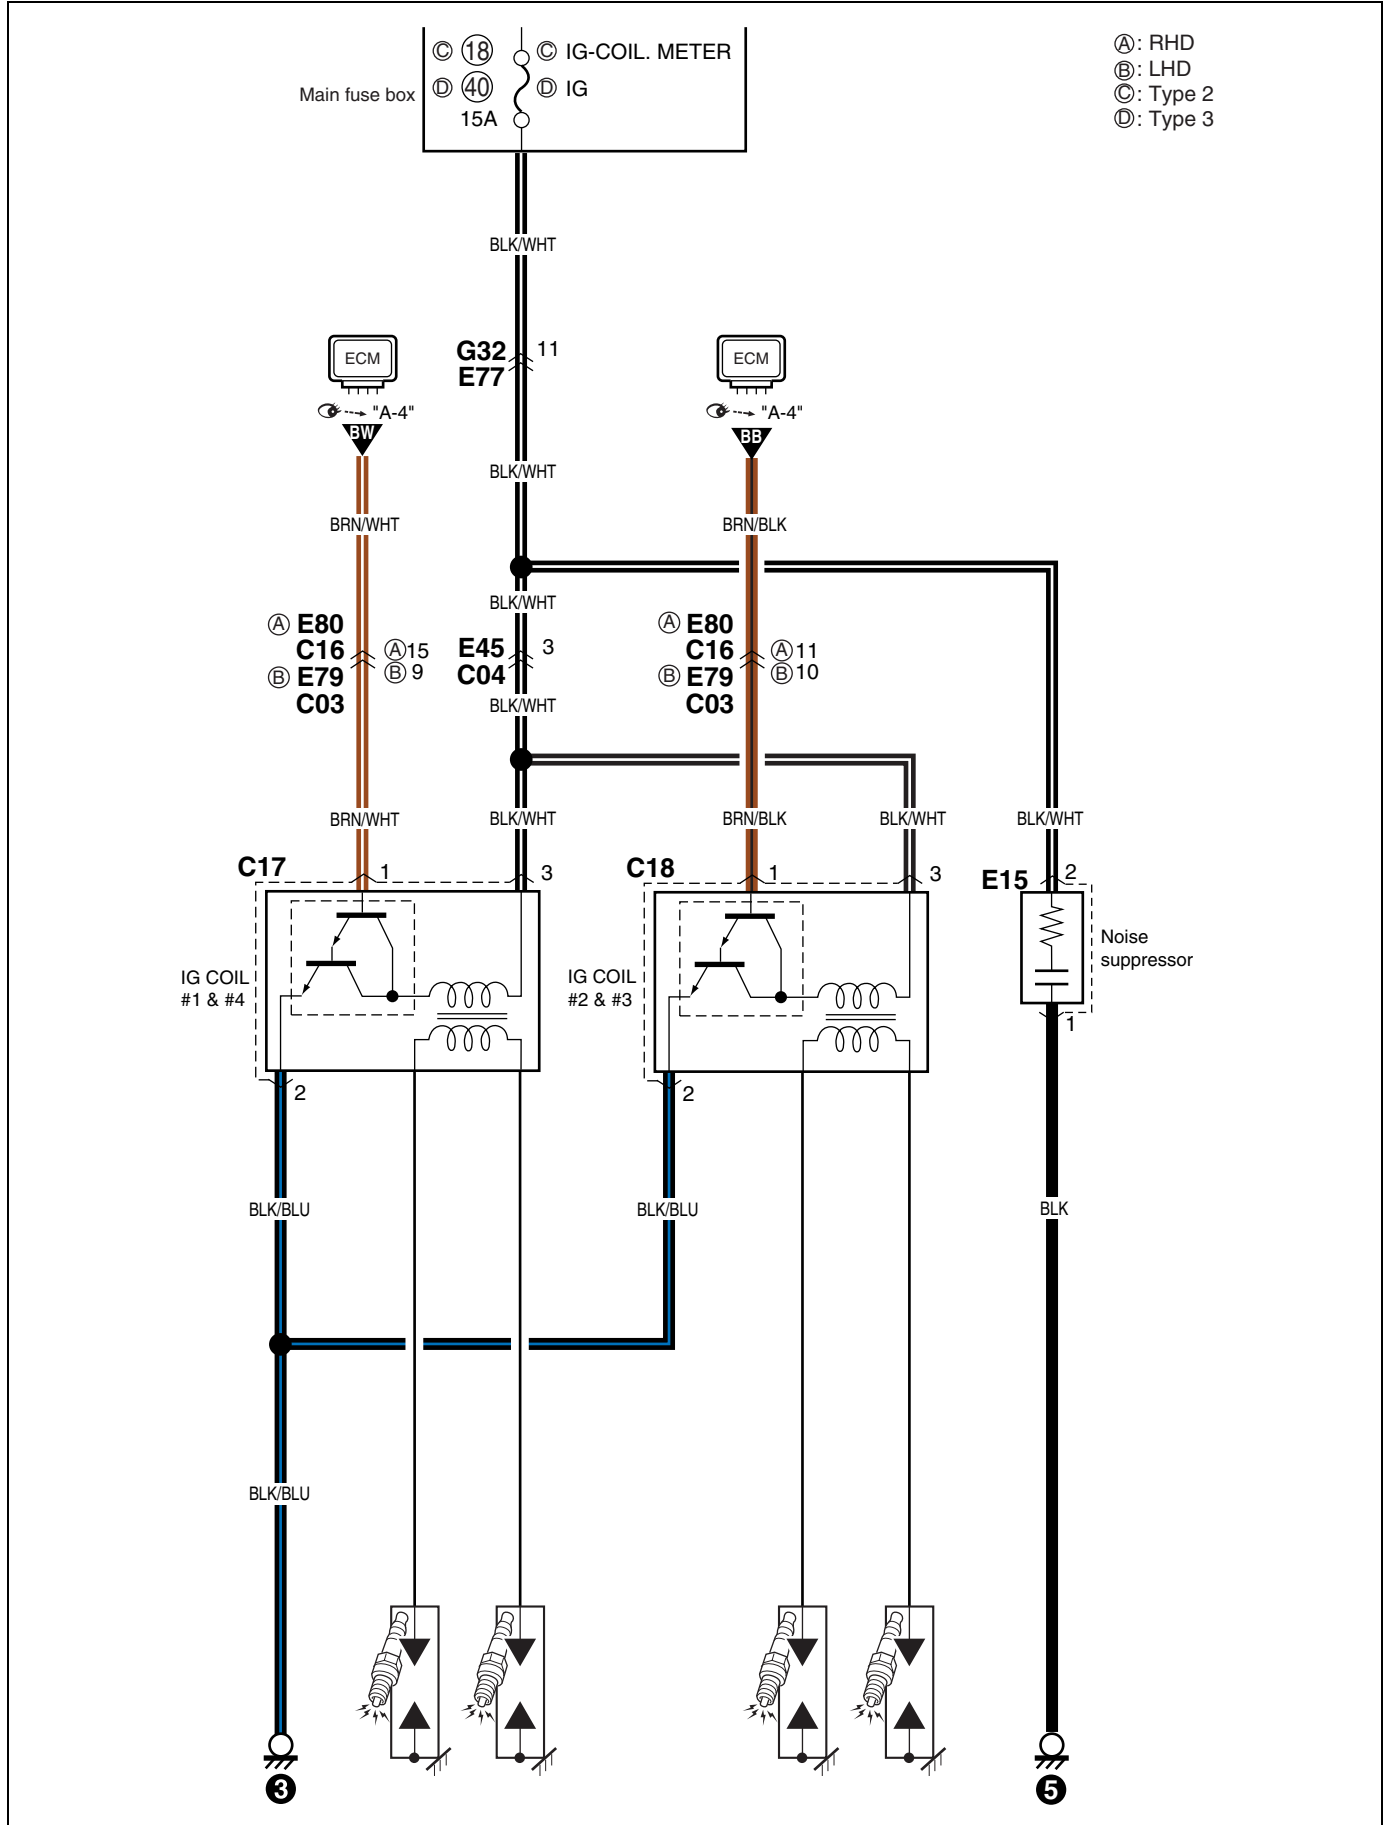 Ⓒ ⑱ Ⓒ IG-COIL. METER
Ⓓ ㊵ Ⓓ IG
15A
Main fuse box
Ⓐ: RHD
Ⓑ: LHD
Ⓒ: Type 2
Ⓓ: Type 3
BLK/WHT
ECM
"A-4"
BW
G32 11
E77
ECM
"A-4"
BB
BLK/WHT
BRN/WHT
BRN/BLK
BLK/WHT
Ⓐ E80
C16 Ⓐ15
Ⓑ E79 Ⓑ 9
C03
E45 3
C04
Ⓐ E80
C16 Ⓐ11
Ⓑ E79 Ⓑ10
C03
BLK/WHT
BRN/WHT
BLK/WHT
BRN/BLK
BLK/WHT
BLK/WHT
C17 1 3
C18 1 3
E15 2
IG COIL
#1 & #4
IG COIL
#2 & #3
Noise
suppressor
1
2
2
BLK/BLU
BLK/BLU
BLK
BLK/BLU
3
5